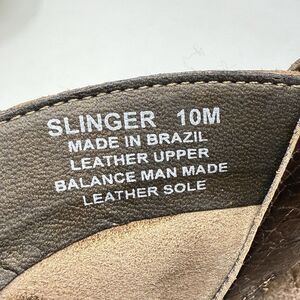 SLINGER 10M
MADE IN BRAZIL
LEATHER UPPER
BALANCE MAN MADE
LEATHER SOLE